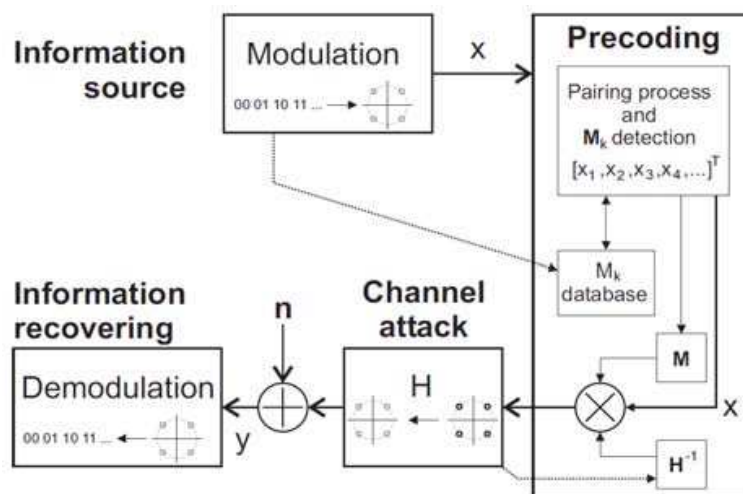 Information
source
Modulation
00 01 10 11 ...
x
Precoding
Pairing process
and
Mk detection
[x1 ,x2 ,x3,x4,...]T
Mk
database
M
x
H-1
Channel
attack
H
n
y
Information
recovering
Demodulation
00 01 10 11 ...